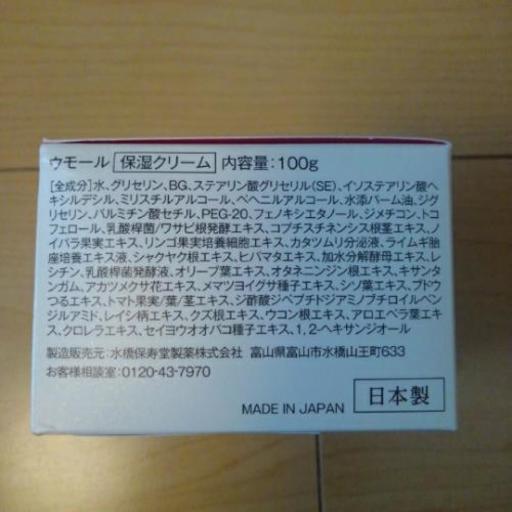 ウモール 保湿クリーム 内容量:100g
[全成分]水、グリセリン、BG、ステアリン酸グリセリル(SE)、イソステアリン酸ヘ
キシルデシル、ミリスチルアルコール、ベヘニルアルコール、水添パーム油、ジグ
リセリン、パルミチン酸セチル、PEG-20、フェノキシエタノール、ジメチコン、トコ
フェロール、乳酸桿菌/ワサビ根発酵エキス、コプチスチネンシス根茎エキス、ノ
イバラ果実エキス、リンゴ果実培養細胞エキス、カタツムリ分泌液、ライムギ胎
座培養エキス液、シャクヤク根エキス、ヒバマタエキス、加水分解酵母エキス、レ
シチン、乳酸桿菌発酵液、オリーブ葉エキス、オタネニンジン根エキス、キサンタ
ンガム、アカツメクサ花エキス、メマツヨイグサ種子エキス、シソ葉エキス、ブドウ
つるエキス、トマト果実/葉/茎エキス、ジ酢酸ジペプチドジアミノブチロイルベン
ジルアミド、レイシ柄エキス、クズ根エキス、ウコン根エキス、アロエベラ葉エキ
ス、クロレラエキス、セイヨウオオバコ種子エキス、1,2-ヘキサンジオール
製造販売元:水橋保寿堂製薬株式会社 富山県富山市水橋山王町633
お客様相談室:0120-43-7970
MADE IN JAPAN 日本製